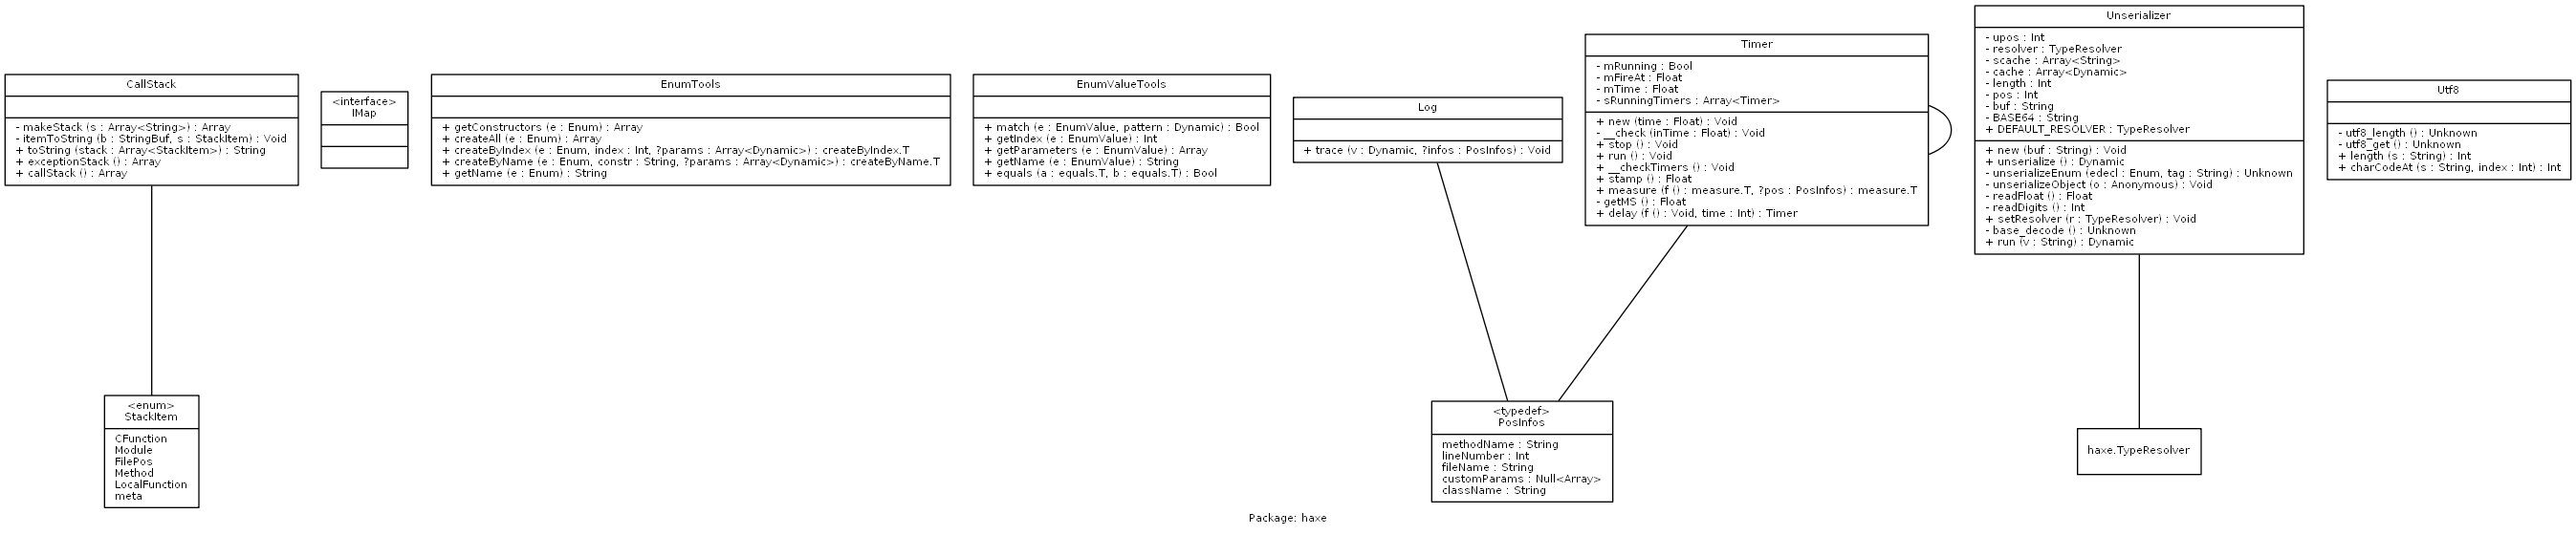 CallStack
- makeStack (s : Array<String>) : Array
- itemToString (b : StringBuf, s : StackItem) : Void
+ toString (stack : Array<StackItem>) : String
+ exceptionStack () : Array
+ callStack () : Array
<interface>
IMap
EnumTools
+ getConstructors (e : Enum) : Array
+ createAll (e : Enum) : Array
+ createByIndex (e : Enum, index : Int, ?params : Array<Dynamic>) : createByIndex.T
+ createByName (e : Enum, constr : String, ?params : Array<Dynamic>) : createByName.T
+ getName (e : Enum) : String
EnumValueTools
+ match (e : EnumValue, pattern : Dynamic) : Bool
+ getIndex (e : EnumValue) : Int
+ getParameters (e : EnumValue) : Array
+ getName (e : EnumValue) : String
+ equals (a : equals.T, b : equals.T) : Bool
Log
+ trace (v : Dynamic, ?infos : PosInfos) : Void
Timer
- mRunning : Bool
- mFireAt : Float
- mTime : Float
- sRunningTimers : Array<Timer>
+ new (time : Float) : Void
- __check (inTime : Float) : Void
+ stop () : Void
+ run () : Void
+ __checkTimers () : Void
+ stamp () : Float
+ measure (f () : measure.T, ?pos : PosInfos) : measure.T
- getMS () : Float
+ delay (f () : Void, time : Int) : Timer
Unserializer
- upos : Int
- resolver : TypeResolver
- scache : Array<String>
- cache : Array<Dynamic>
- length : Int
- pos : Int
- buf : String
- BASE64 : String
+ DEFAULT_RESOLVER : TypeResolver
+ new (buf : String) : Void
+ unserialize () : Dynamic
- unserializeEnum (edecl : Enum, tag : String) : Unknown
- unserializeObject (o : Anonymous) : Void
- readFloat () : Float
- readDigits () : Int
+ setResolver (r : TypeResolver) : Void
- base_decode () : Unknown
+ run (v : String) : Dynamic
Utf8
- utf8_length () : Unknown
- utf8_get () : Unknown
+ length (s : String) : Int
+ charCodeAt (s : String, index : Int) : Int
<enum>
StackItem
CFunction
Module
FilePos
Method
LocalFunction
meta
<typedef>
PosInfos
methodName : String
lineNumber : Int
fileName : String
customParams : Null<Array>
className : String
haxe.TypeResolver
Package: haxe